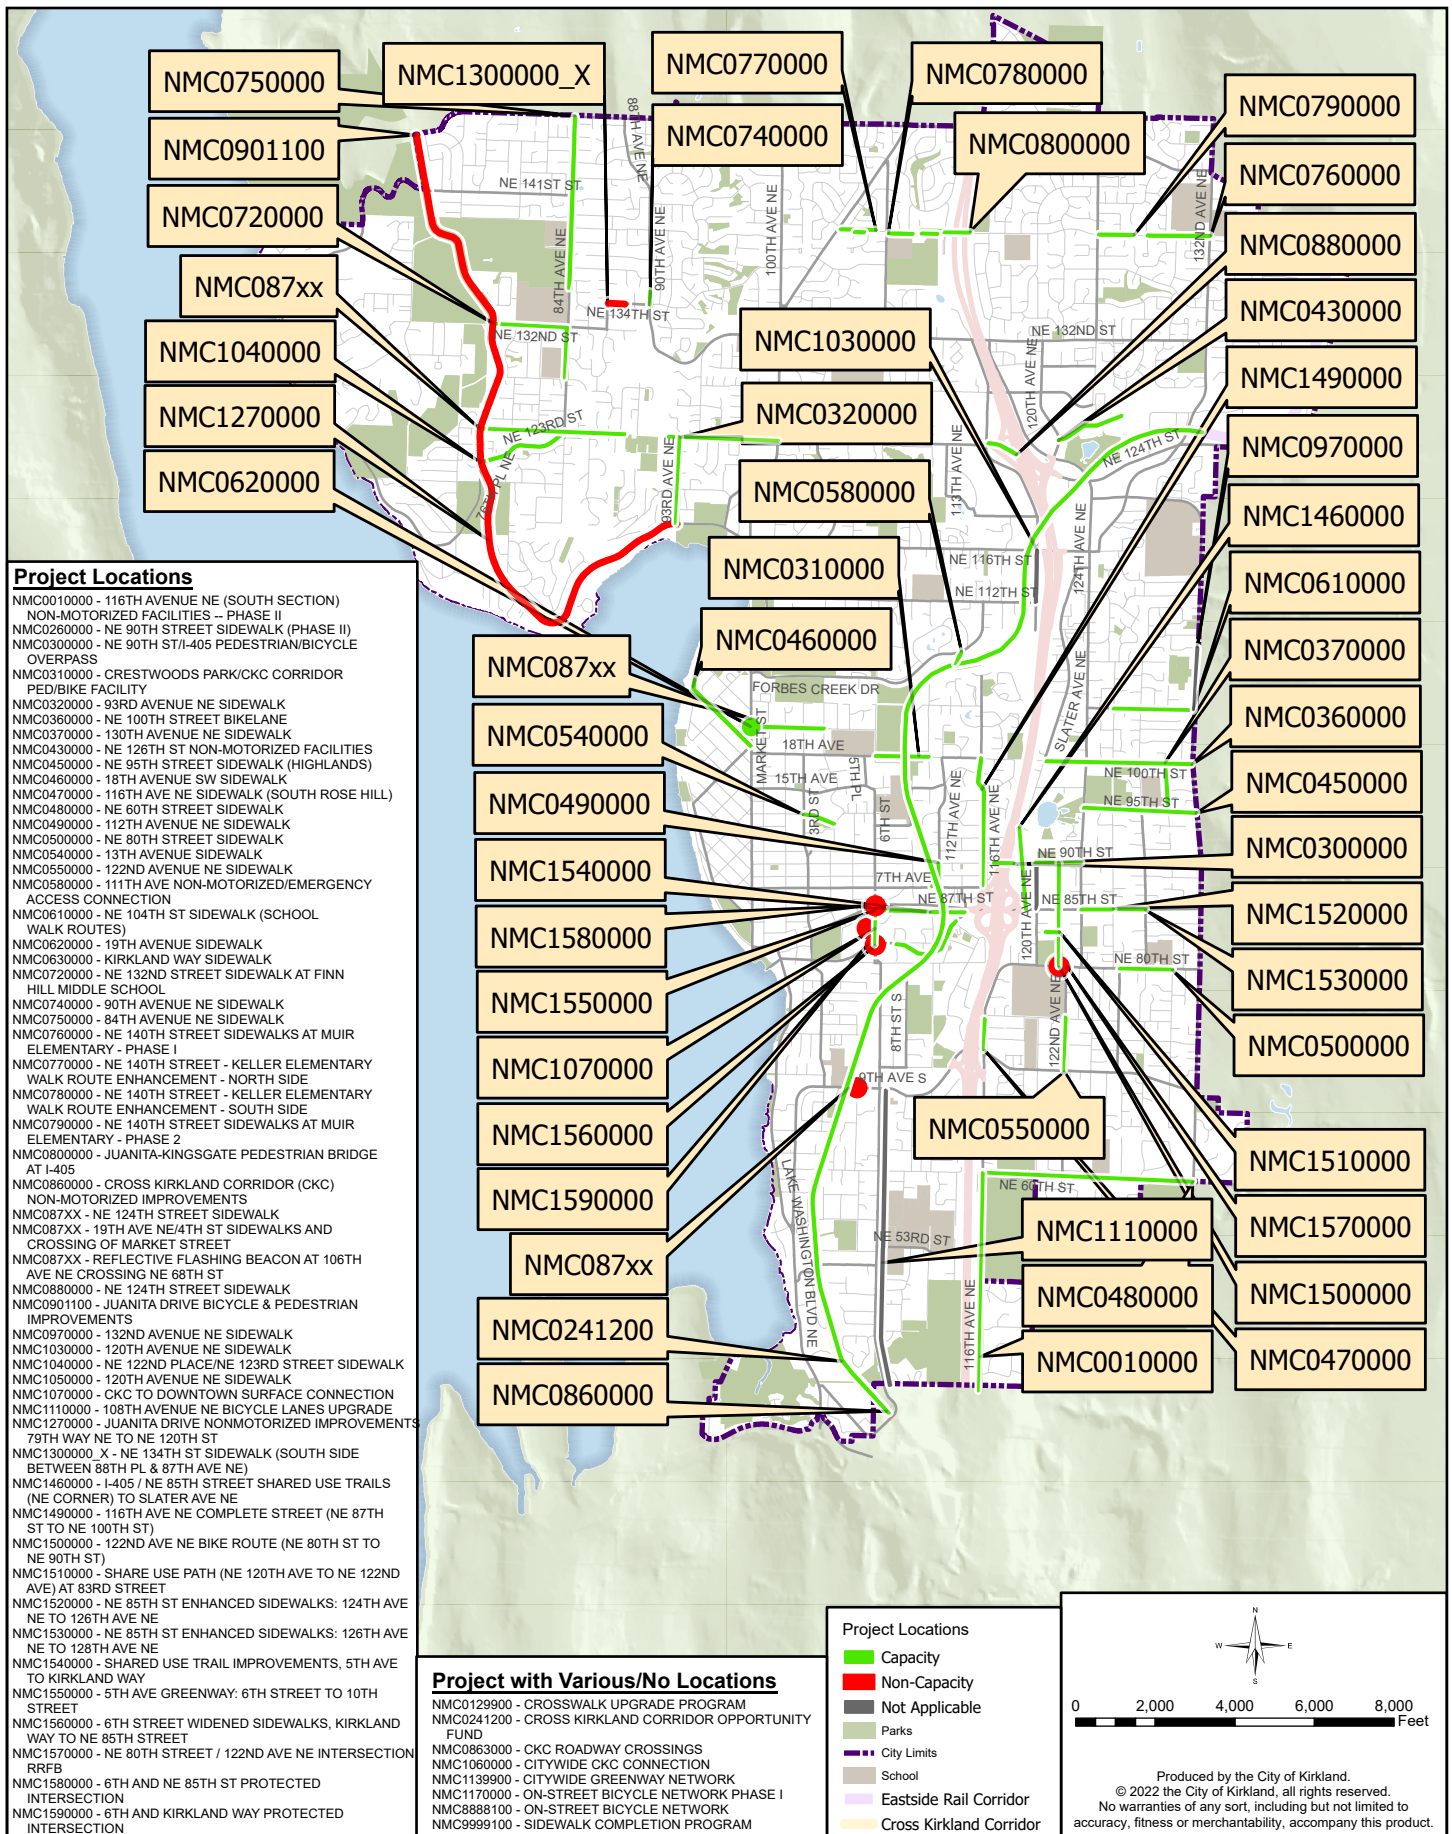 NMC0750000
NMC1300000_X
NMC0770000
NMC0780000
NMC0790000
NMC0901100
NMC0740000
NMC0800000
NMC0760000
NMC0720000
NMC0880000
NMC087xx
NMC0430000
NMC1040000
NMC1030000
NMC1490000
NMC1270000
NMC0320000
NMC0970000
NMC0620000
NMC0580000
NMC1460000
NMC0310000
NMC0610000
NMC0460000
NMC0370000
NMC087xx
NMC0360000
NMC0540000
NMC0450000
NMC0490000
NMC0300000
NMC1540000
NMC1520000
NMC1580000
NMC1530000
NMC1550000
NMC0500000
NMC1070000
NMC0550000
NMC1560000
NMC1510000
NMC1590000
NMC1570000
NMC1110000
NMC087xx
NMC1500000
NMC0480000
NMC0241200
NMC0470000
NMC0010000
NMC0860000
88TH AVE NE
NE 141ST ST
84TH AVE NE
90TH AVE NE
100TH AVE NE
132ND AVE NE
NE 134TH ST
NE 132ND ST
NE 132ND ST
120TH AVE NE
NE 123RD ST
76TH PL NE
93RD AVE NE
113TH AVE NE
NE 124TH ST
NE 116TH ST
124TH AVE NE
NE 112TH ST
FORBES CREEK DR
SLATER AVE NE
MARKET ST
18TH AVE
15TH AVE
5TH PL
3RD ST
6TH ST
112TH AVE NE
116TH AVE NE
NE 100TH ST
NE 95TH ST
NE 90TH ST
7TH AVE
NE 87TH ST
120TH AVE NE
NE 85TH ST
NE 80TH ST
8TH ST S
122ND AVE NE
9TH AVE S
LAKE WASHINGTON BLVD NE
NE 60TH ST
NE 53RD ST
116TH AVE NE
Project Locations
NMC0010000 - 116TH AVENUE NE (SOUTH SECTION)
NON-MOTORIZED FACILITIES -- PHASE II
NMC0260000 - NE 90TH STREET SIDEWALK (PHASE II)
NMC0300000 - NE 90TH ST/I-405 PEDESTRIAN/BICYCLE
OVERPASS
NMC0310000 - CRESTWOODS PARK/CKC CORRIDOR
PED/BIKE FACILITY
NMC0320000 - 93RD AVENUE NE SIDEWALK
NMC0360000 - NE 100TH STREET BIKELANE
NMC0370000 - 130TH AVENUE NE SIDEWALK
NMC0430000 - NE 126TH ST NON-MOTORIZED FACILITIES
NMC0450000 - NE 95TH STREET SIDEWALK (HIGHLANDS)
NMC0460000 - 18TH AVENUE SW SIDEWALK
NMC0470000 - 116TH AVE NE SIDEWALK (SOUTH ROSE HILL)
NMC0480000 - NE 60TH STREET SIDEWALK
NMC0490000 - 112TH AVENUE NE SIDEWALK
NMC0500000 - NE 80TH STREET SIDEWALK
NMC0540000 - 13TH AVENUE SIDEWALK
NMC0550000 - 122ND AVENUE NE SIDEWALK
NMC0580000 - 111TH AVE NON-MOTORIZED/EMERGENCY
ACCESS CONNECTION
NMC0610000 - NE 104TH ST SIDEWALK (SCHOOL
WALK ROUTES)
NMC0620000 - 19TH AVENUE SIDEWALK
NMC0630000 - KIRKLAND WAY SIDEWALK
NMC0720000 - NE 132ND STREET SIDEWALK AT FINN
HILL MIDDLE SCHOOL
NMC0740000 - 90TH AVENUE NE SIDEWALK
NMC0750000 - 84TH AVENUE NE SIDEWALK
NMC0760000 - NE 140TH STREET SIDEWALKS AT MUIR
ELEMENTARY - PHASE I
NMC0770000 - NE 140TH STREET - KELLER ELEMENTARY
WALK ROUTE ENHANCEMENT - NORTH SIDE
NMC0780000 - NE 140TH STREET - KELLER ELEMENTARY
WALK ROUTE ENHANCEMENT - SOUTH SIDE
NMC0790000 - NE 140TH STREET SIDEWALKS AT MUIR
ELEMENTARY - PHASE 2
NMC0800000 - JUANITA-KINGSGATE PEDESTRIAN BRIDGE
AT I-405
NMC0860000 - CROSS KIRKLAND CORRIDOR (CKC)
NON-MOTORIZED IMPROVEMENTS
NMC087XX - NE 124TH STREET SIDEWALK
NMC087XX - 19TH AVE NE/4TH ST SIDEWALKS AND
CROSSING OF MARKET STREET
NMC087XX - REFLECTIVE FLASHING BEACON AT 106TH
AVE NE CROSSING NE 68TH ST
NMC0880000 - NE 124TH STREET SIDEWALK
NMC0901100 - JUANITA DRIVE BICYCLE & PEDESTRIAN
IMPROVEMENTS
NMC0970000 - 132ND AVENUE NE SIDEWALK
NMC1030000 - 120TH AVENUE NE SIDEWALK
NMC1040000 - NE 122ND PLACE/NE 123RD STREET SIDEWALK
NMC1050000 - 120TH AVENUE NE SIDEWALK
NMC1070000 - CKC TO DOWNTOWN SURFACE CONNECTION
NMC1110000 - 108TH AVENUE NE BICYCLE LANES UPGRADE
NMC1270000 - JUANITA DRIVE NONMOTORIZED IMPROVEMENTS
79TH WAY NE TO NE 120TH ST
NMC1300000_X - NE 134TH ST SIDEWALK (SOUTH SIDE
BETWEEN 88TH PL & 87TH AVE NE)
NMC1460000 - I-405 / NE 85TH STREET SHARED USE TRAILS
(NE CORNER) TO SLATER AVE NE
NMC1490000 - 116TH AVE NE COMPLETE STREET (NE 87TH
ST TO NE 100TH ST)
NMC1500000 - 122ND AVE NE BIKE ROUTE (NE 80TH ST TO
NE 90TH ST)
NMC1510000 - SHARE USE PATH (NE 120TH AVE TO NE 122ND
AVE) AT 83RD STREET
NMC1520000 - NE 85TH ST ENHANCED SIDEWALKS: 124TH AVE
NE TO 126TH AVE NE
NMC1530000 - NE 85TH ST ENHANCED SIDEWALKS: 126TH AVE
NE TO 128TH AVE NE
NMC1540000 - SHARED USE TRAIL IMPROVEMENTS, 5TH AVE
TO KIRKLAND WAY
NMC1550000 - 5TH AVE GREENWAY: 6TH STREET TO 10TH
STREET
NMC1560000 - 6TH STREET WIDENED SIDEWALKS, KIRKLAND
WAY TO NE 85TH STREET
NMC1570000 - NE 80TH STREET / 122ND AVE NE INTERSECTION
RRFB
NMC1580000 - 6TH AND NE 85TH ST PROTECTED
INTERSECTION
NMC1590000 - 6TH AND KIRKLAND WAY PROTECTED
INTERSECTION
Project with Various/No Locations
NMC0129900 - CROSSWALK UPGRADE PROGRAM
NMC0241200 - CROSS KIRKLAND CORRIDOR OPPORTUNITY
FUND
NMC0863000 - CKC ROADWAY CROSSINGS
NMC1060000 - CITYWIDE CKC CONNECTION
NMC1139900 - CITYWIDE GREENWAY NETWORK
NMC1170000 - ON-STREET BICYCLE NETWORK PHASE I
NMC8888100 - ON-STREET BICYCLE NETWORK
NMC9999100 - SIDEWALK COMPLETION PROGRAM
Project Locations
Capacity
Non-Capacity
Not Applicable
Parks
City Limits
School
Eastside Rail Corridor
Cross Kirkland Corridor
N
W E
S
0 2,000 4,000 6,000 8,000
Feet
Produced by the City of Kirkland.
© 2022 the City of Kirkland, all rights reserved.
No warranties of any sort, including but not limited to
accuracy, fitness or merchantability, accompany this product.